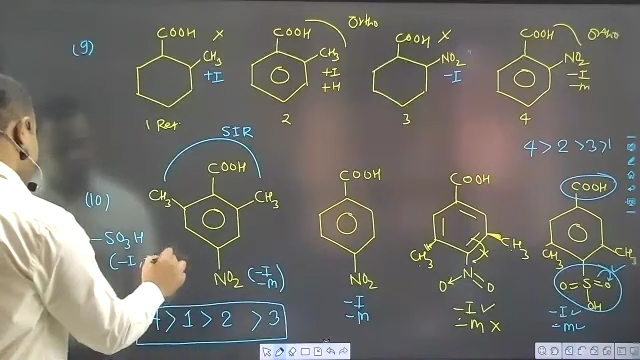 (9)
COOH X
CH₃
+I
1 Ref.
COOH
Ortho
CH₃
+I
+H
2
COOH X
NO₂
-I
3
COOH
Ortho
NO₂
-I
-m
4
4 > 2 > 3 > 1
(10)
-SO₃H
(-I,
SIR
COOH
CH₃
CH₃
NO₂ (-I
-m)
COOH
NO₂
-I
-m
COOH
CH₃
CH₃
N
O O
-I ✓
-m X
COOH
CH₃
CH₃
O=S=O
OH
-I ✓
-m ✓
4 > 1 > 2 > 3